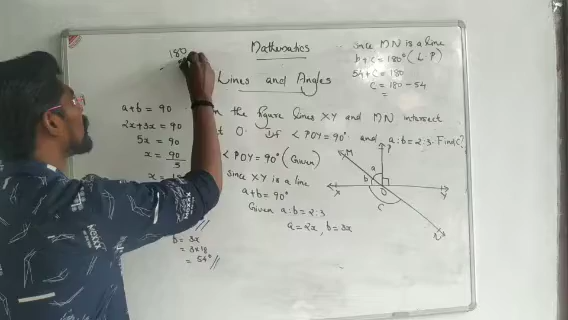 Mathematics
Lines and Angles
In the figure lines XY and MN intersect
at O. If <POY = 90° and a:b = 2:3. Find C?
<POY = 90° (Given)
Since XY is a line
a+b = 90°
Given a:b = 2:3
a = 2x, b = 3x
a+b = 90
2x+3x = 90
5x = 90
x = 90/5
b = 3x
= 3x18
= 54°
Since MN is a line
b+c = 180° (L P)
54+c = 180
c = 180 - 54
=
180
M
P
a
b
X
O
Y
C
N